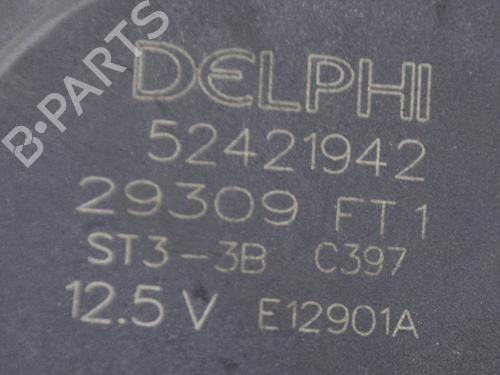 B-PARTS
DELPHI
52421942
29309 FT1
ST3-3B C397
12.5 V E12901A